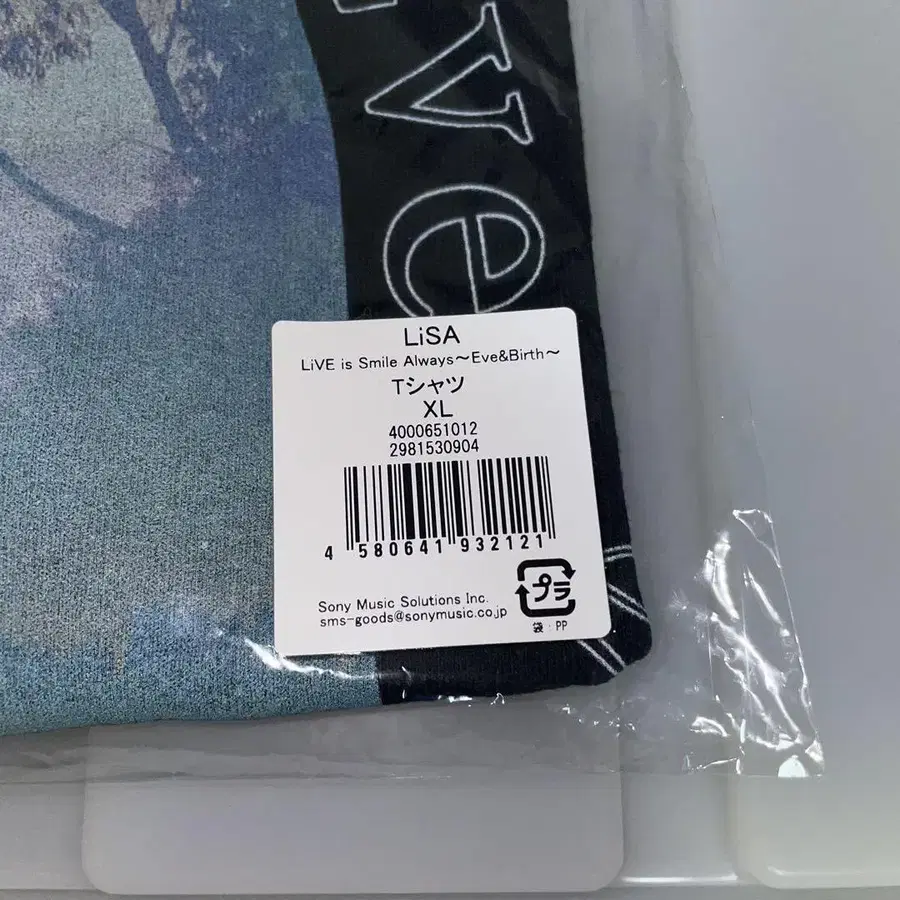 ve
LiSA
LiVE is Smile Always～Eve&Birth～
Tシャツ
XL
4000651012
2981530904
4 580641 932121
Sony Music Solutions Inc.
sms-goods@sonymusic.co.jp
プラ
袋・PP